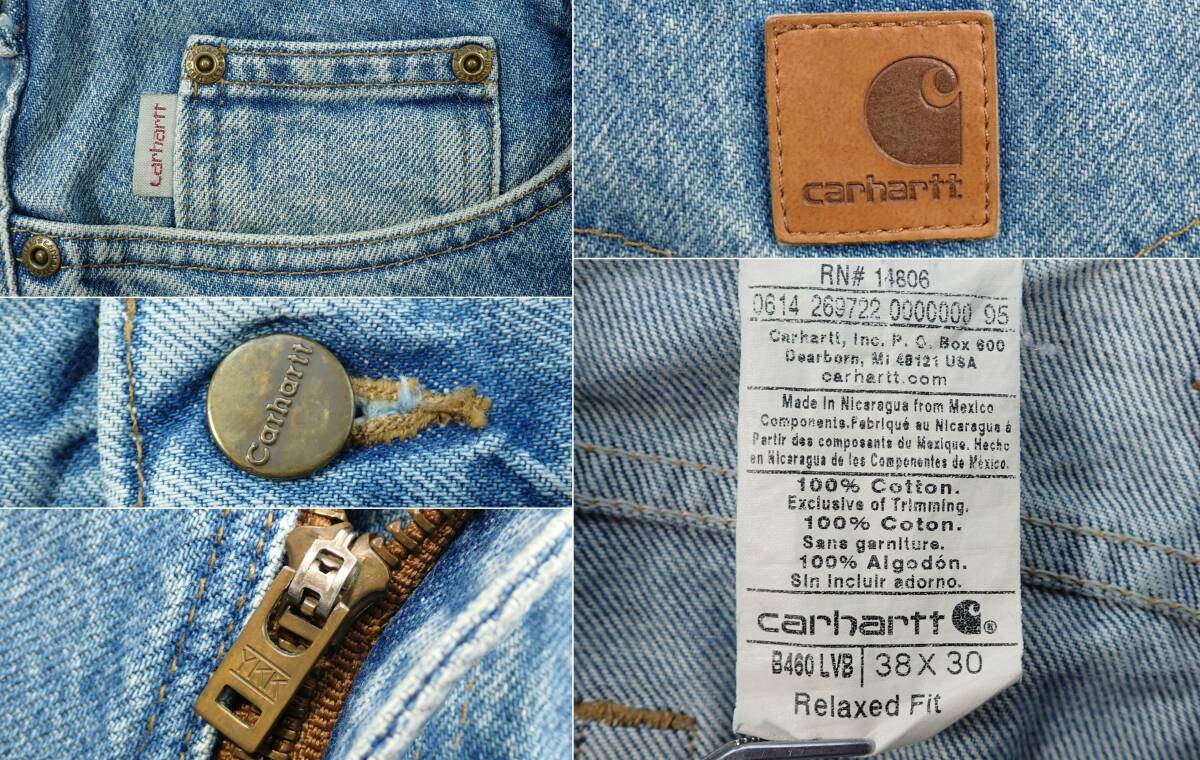 carhartt
carhartt
Carhartt
YKK
RN# 14806
0614 269722 0000000 05
Carhartt, Inc. P. O. Box 600
Dearborn, MI 48121 USA
carhartt.com
Made In Nicaragua from Mexico
Components.Fabriqué au Nicaragua à
Partir des composants du Mexique. Hecho
en Nicaragua de los Componentes de México.
100% Cotton.
Exclusive of Trimming.
100% Coton.
Sans garniture.
100% Algodón.
Sin Incluir adorno.
carhartt ®
B460 LVB 38 X 30
Relaxed Fit